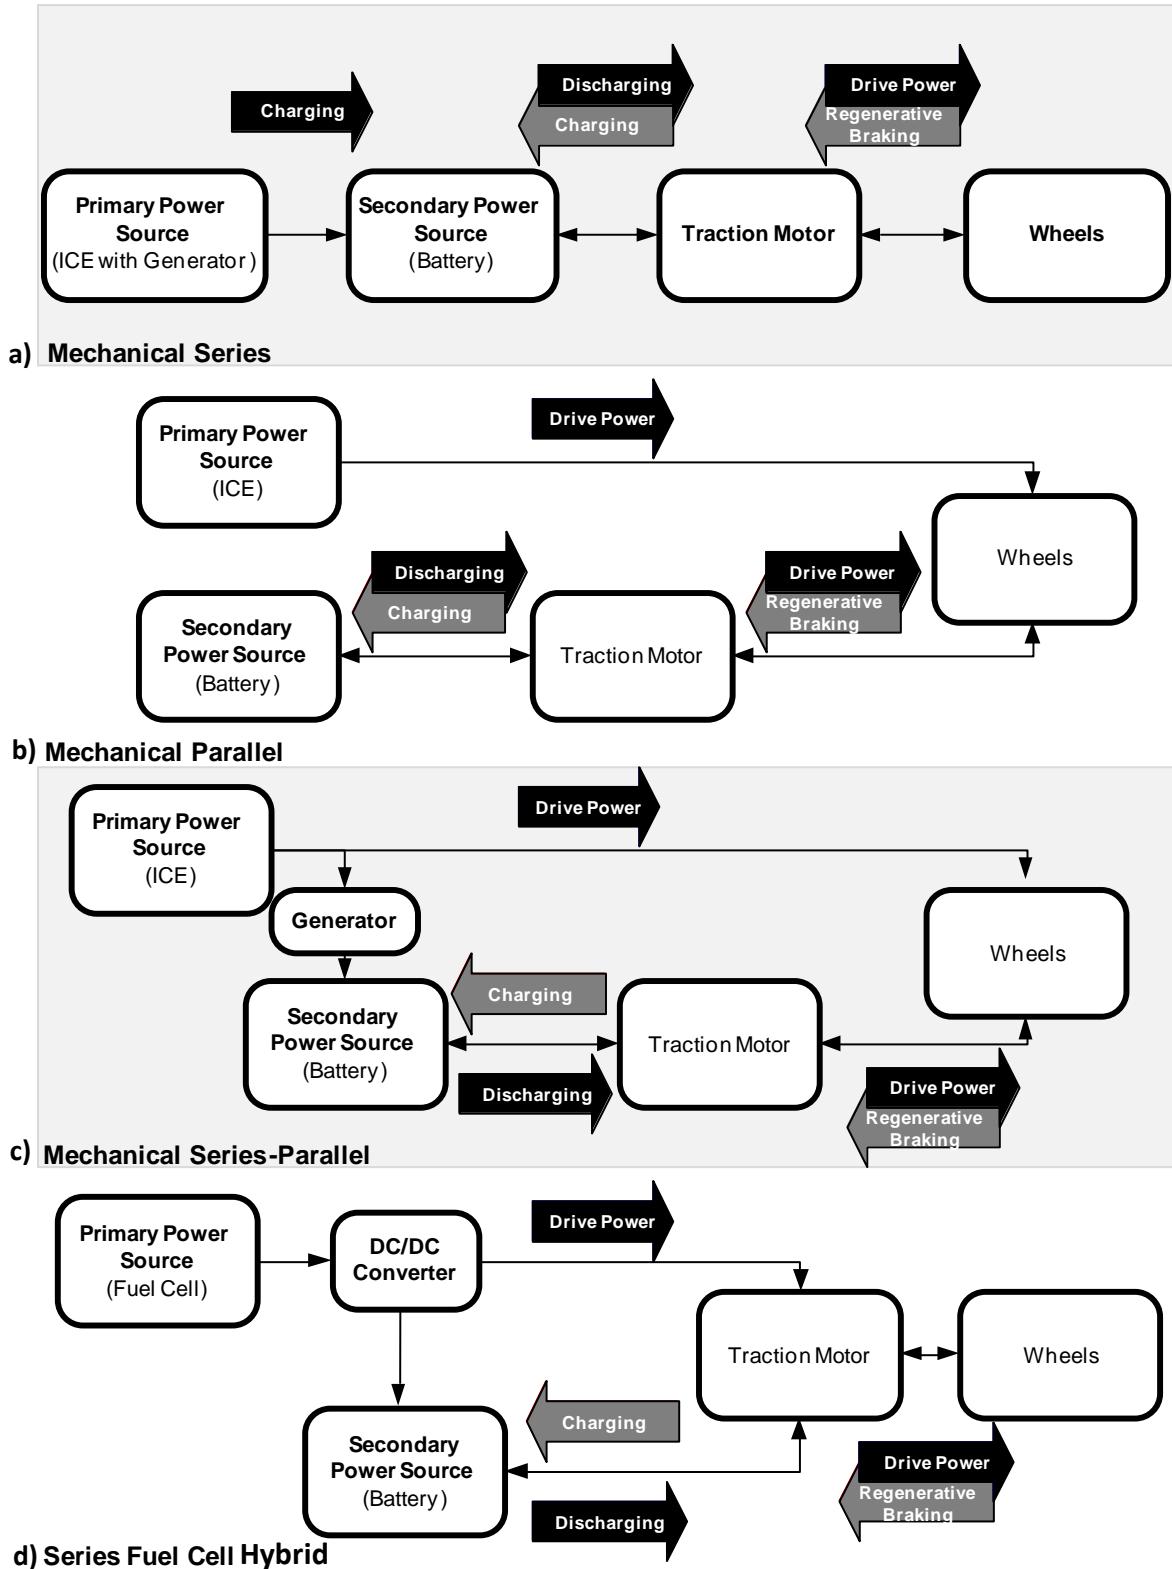 Discharging
Drive Power
Charging
Charging
Regenerative
Braking
Primary Power
Source
(ICE with Generator)
Secondary Power
Source
(Battery)
Traction Motor
Wheels
a) Mechanical Series
Drive Power
Primary Power
Source
(ICE)
Wheels
Discharging
Charging
Drive Power
Regenerative
Braking
Secondary
Power Source
(Battery)
Traction Motor
b) Mechanical Parallel
Drive Power
Primary Power
Source
(ICE)
Generator
Wheels
Charging
Secondary
Power Source
(Battery)
Traction Motor
Discharging
Drive Power
Regenerative
Braking
c) Mechanical Series-Parallel
Drive Power
Primary Power
Source
(Fuel Cell)
DC/DC
Converter
Traction Motor
Wheels
Charging
Secondary
Power Source
(Battery)
Drive Power
Regenerative
Braking
Discharging
d) Series Fuel Cell Hybrid